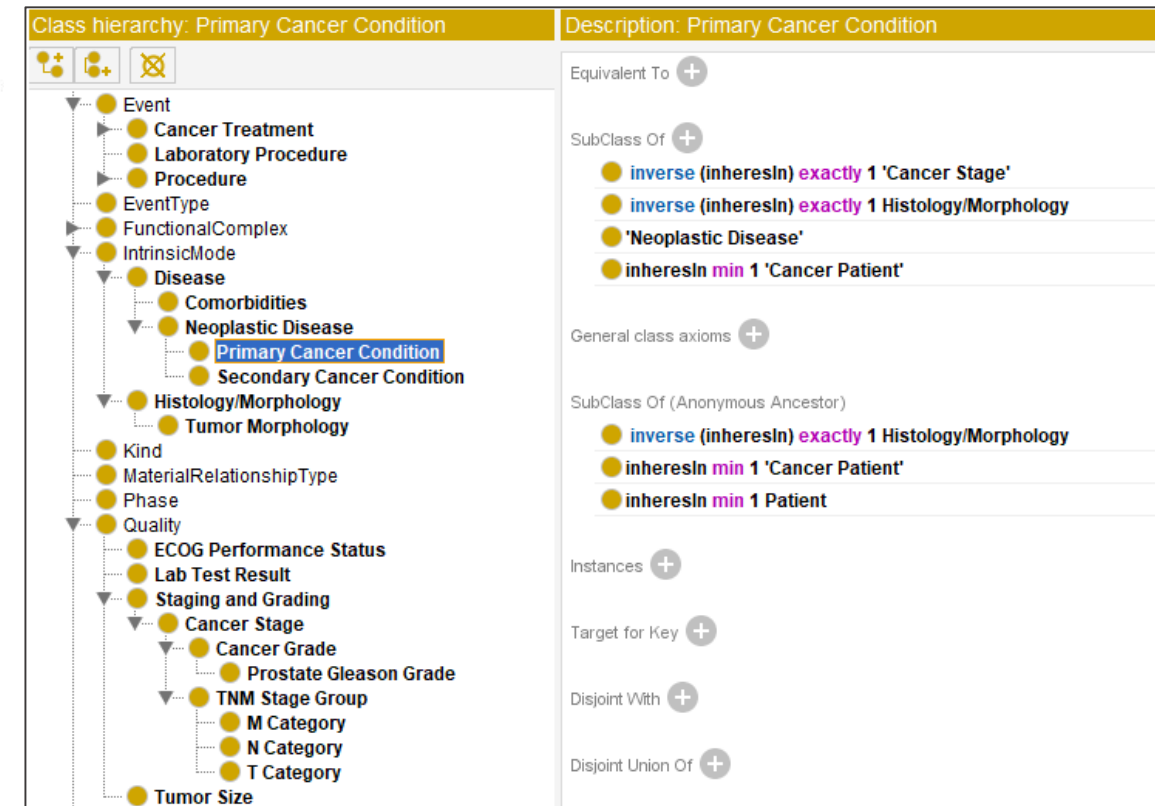 Class hierarchy: Primary Cancer Condition
Event
Cancer Treatment
Laboratory Procedure
Procedure
EventType
FunctionalComplex
IntrinsicMode
Disease
Comorbidities
Neoplastic Disease
Primary Cancer Condition
Secondary Cancer Condition
Histology/Morphology
Tumor Morphology
Kind
MaterialRelationshipType
Phase
Quality
ECOG Performance Status
Lab Test Result
Staging and Grading
Cancer Stage
Cancer Grade
Prostate Gleason Grade
TNM Stage Group
M Category
N Category
T Category
Tumor Size
Description: Primary Cancer Condition
Equivalent To
SubClass Of
inverse (inheresIn) exactly 1 'Cancer Stage'
inverse (inheresIn) exactly 1 Histology/Morphology
'Neoplastic Disease'
inheresIn min 1 'Cancer Patient'
General class axioms
SubClass Of (Anonymous Ancestor)
inverse (inheresIn) exactly 1 Histology/Morphology
inheresIn min 1 'Cancer Patient'
inheresIn min 1 Patient
Instances
Target for Key
Disjoint With
Disjoint Union Of